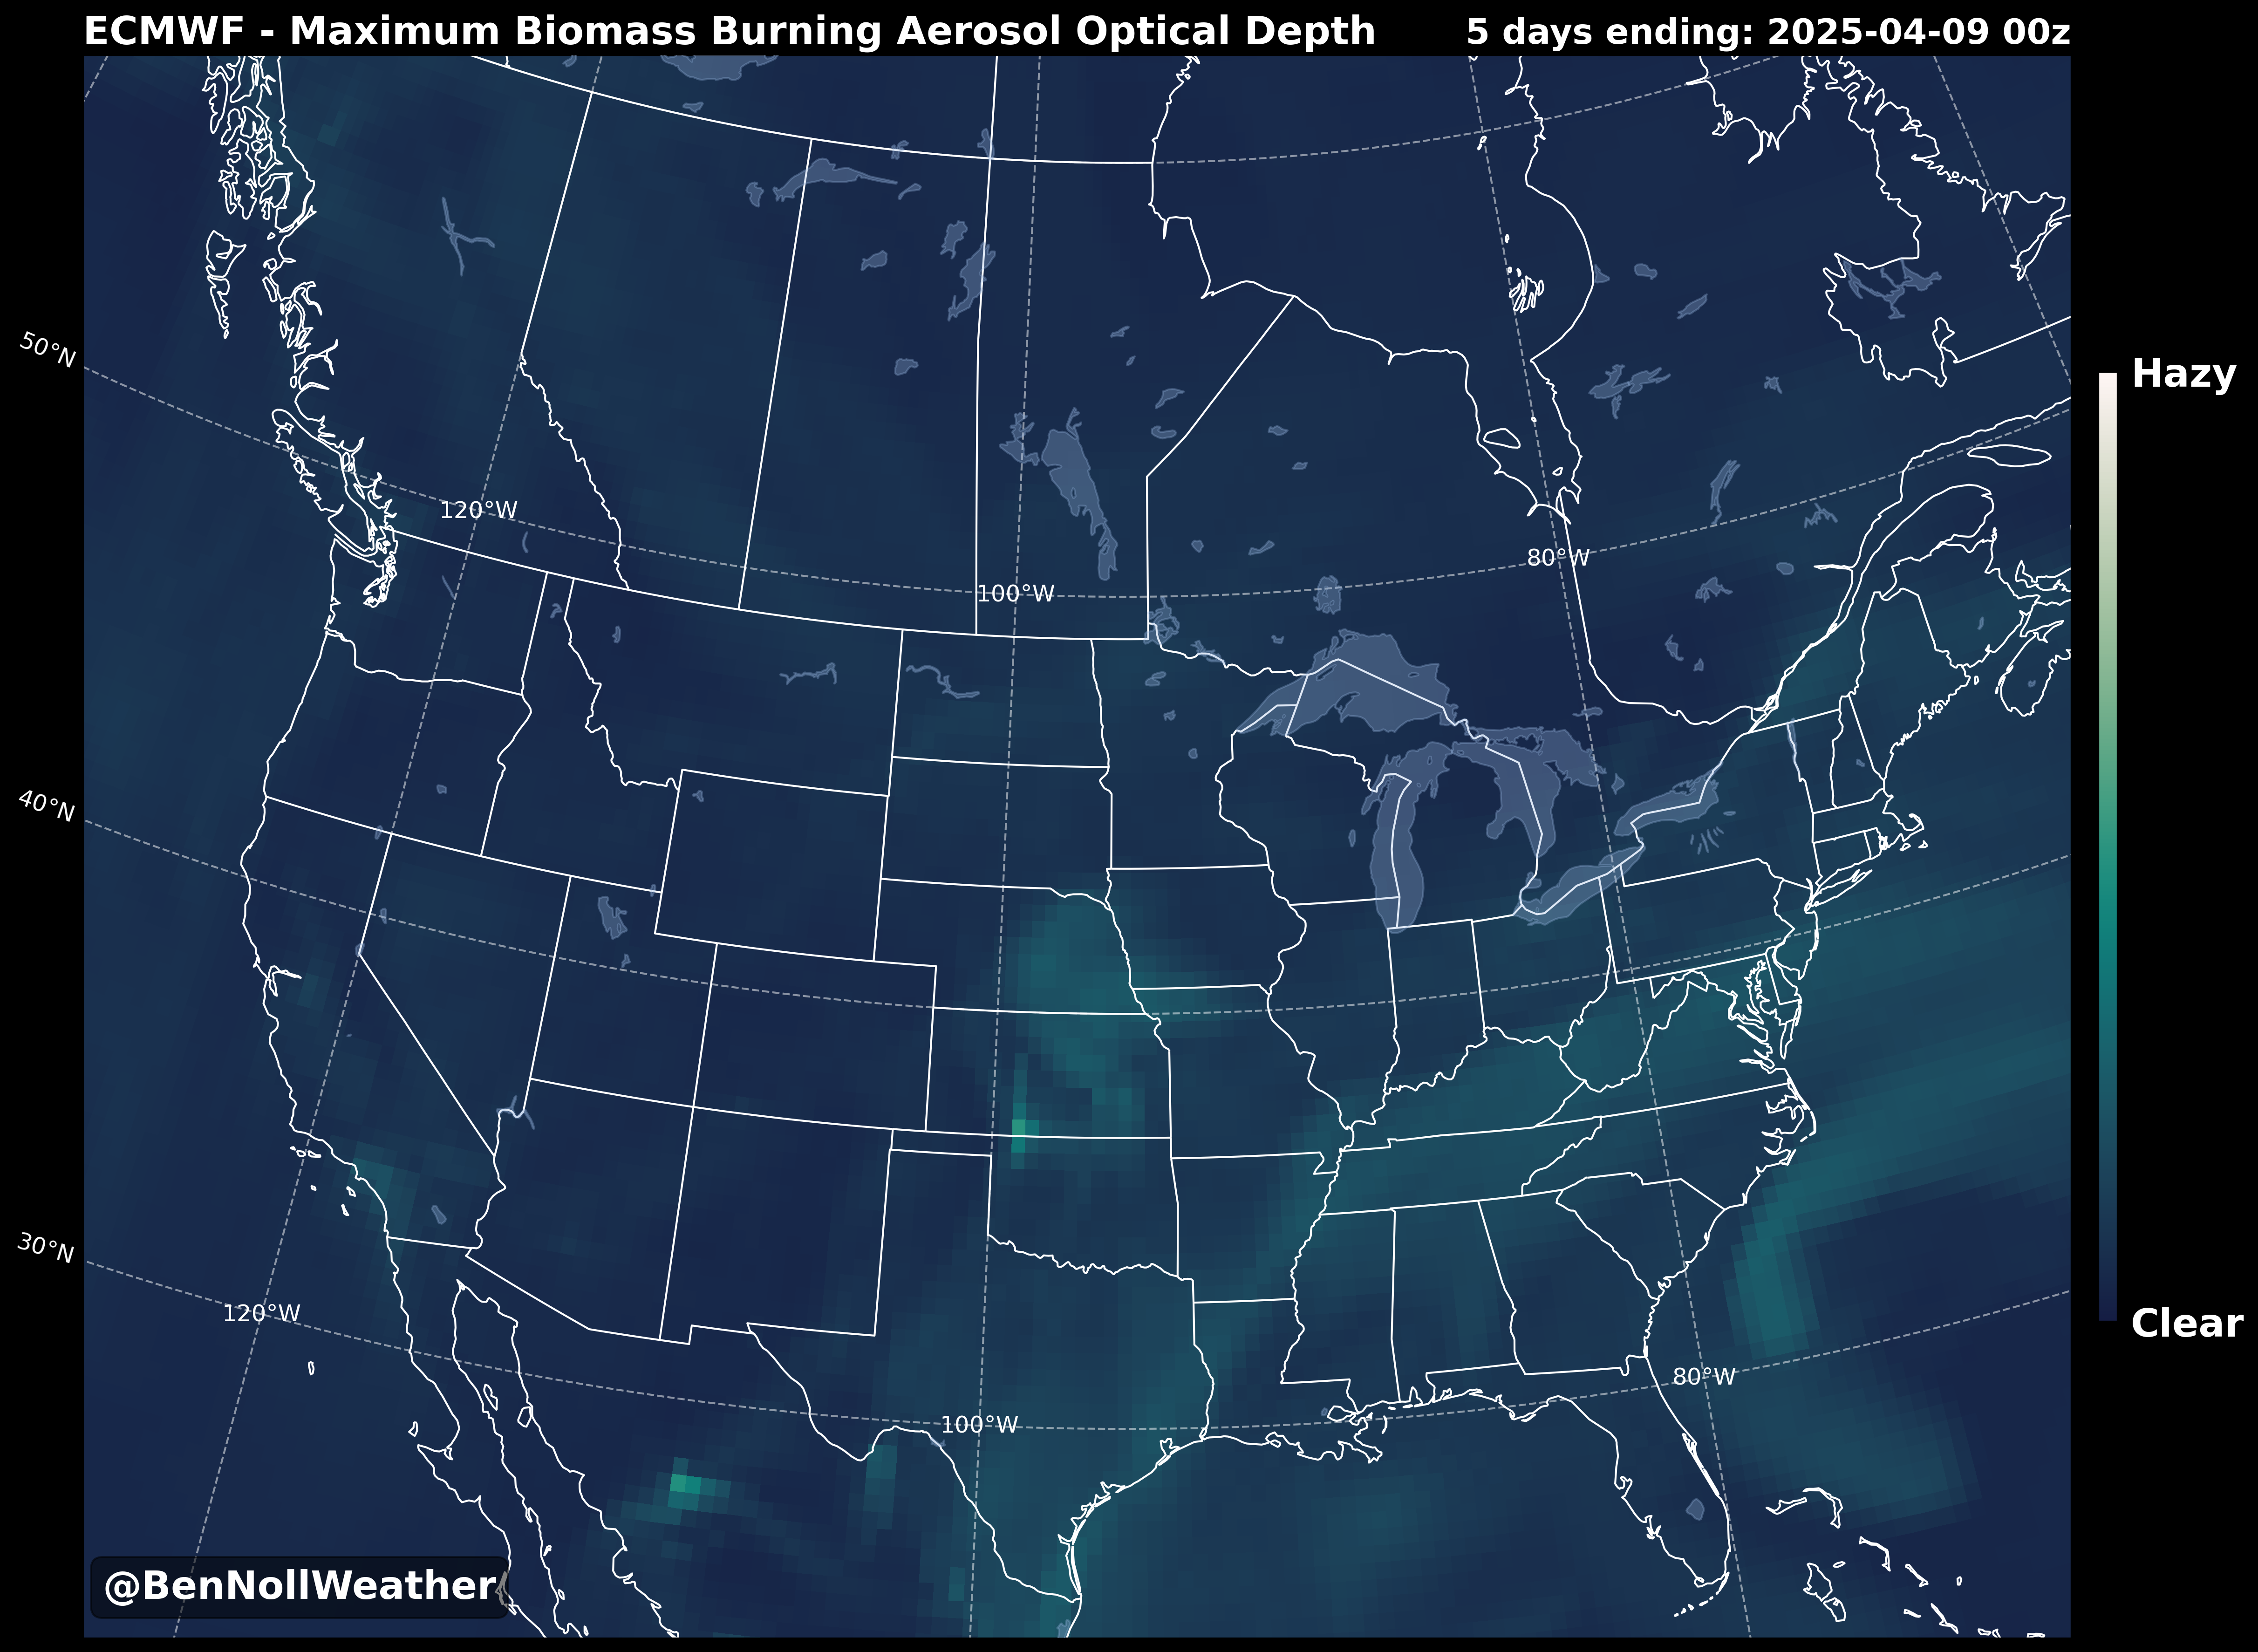 ECMWF - Maximum Biomass Burning Aerosol Optical Depth
5 days ending: 2025-04-09 00z
50°N
Hazy
120°W
80°W
100°W
40°N
30°N
120°W
Clear
80°W
100°W
@BenNollWeather